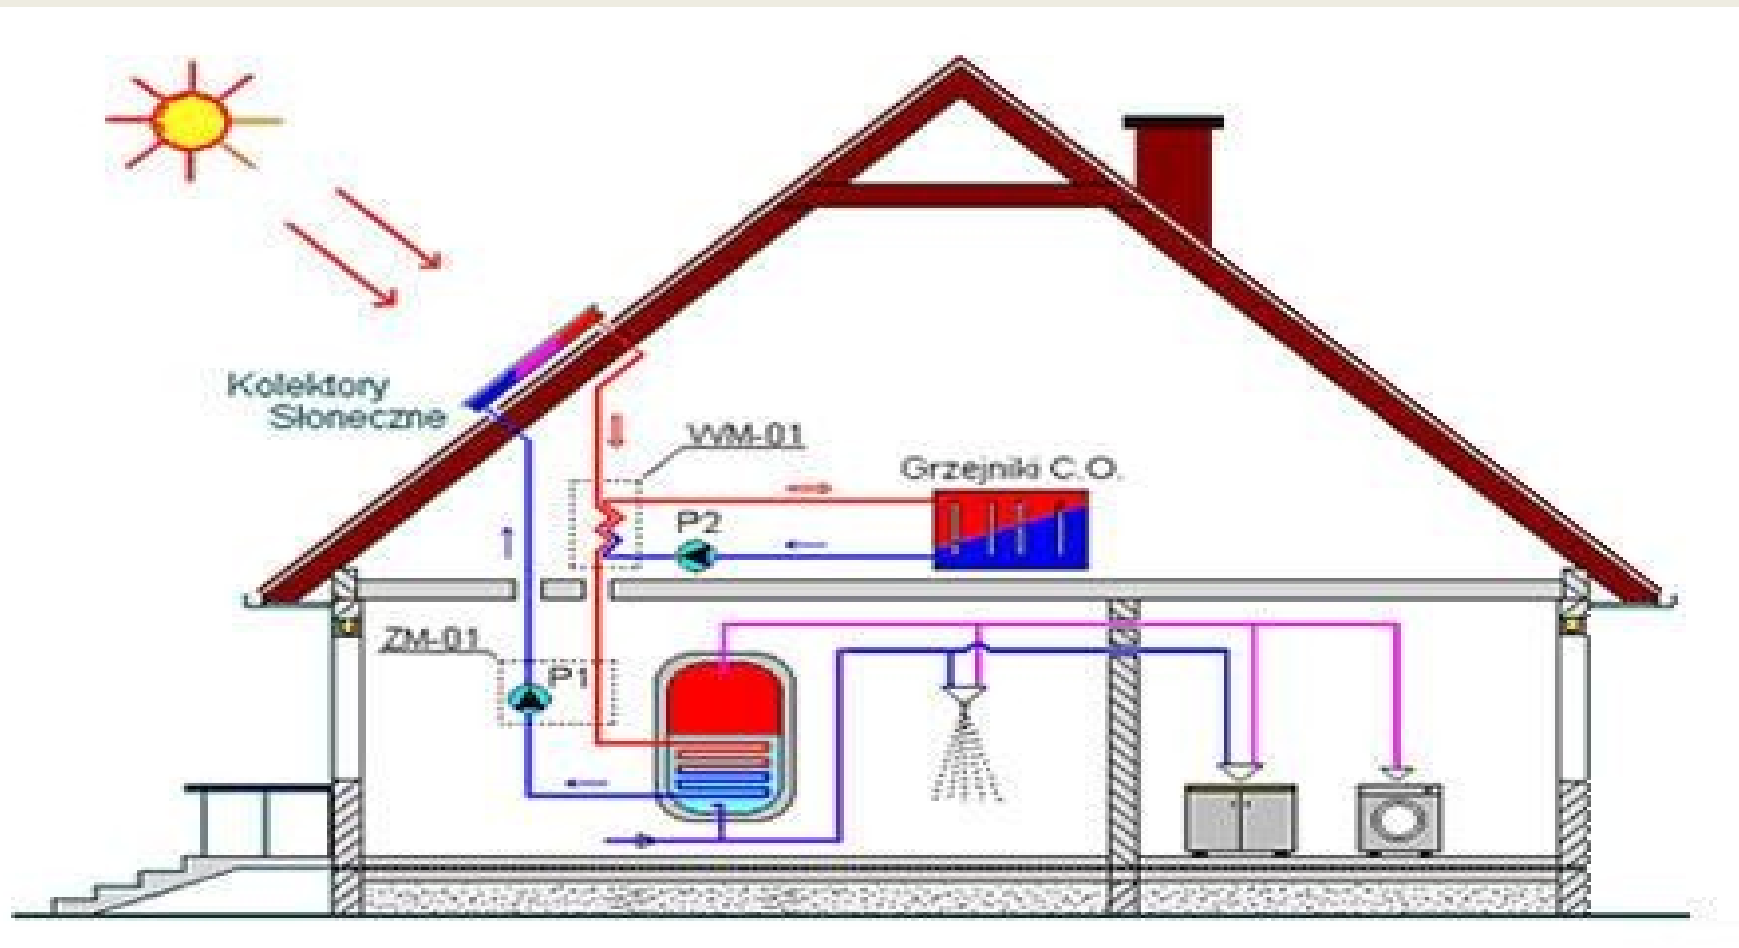 Kolektory
Słoneczne
WM-01
Grzejniki C.O.
P2
ZM-01
P1